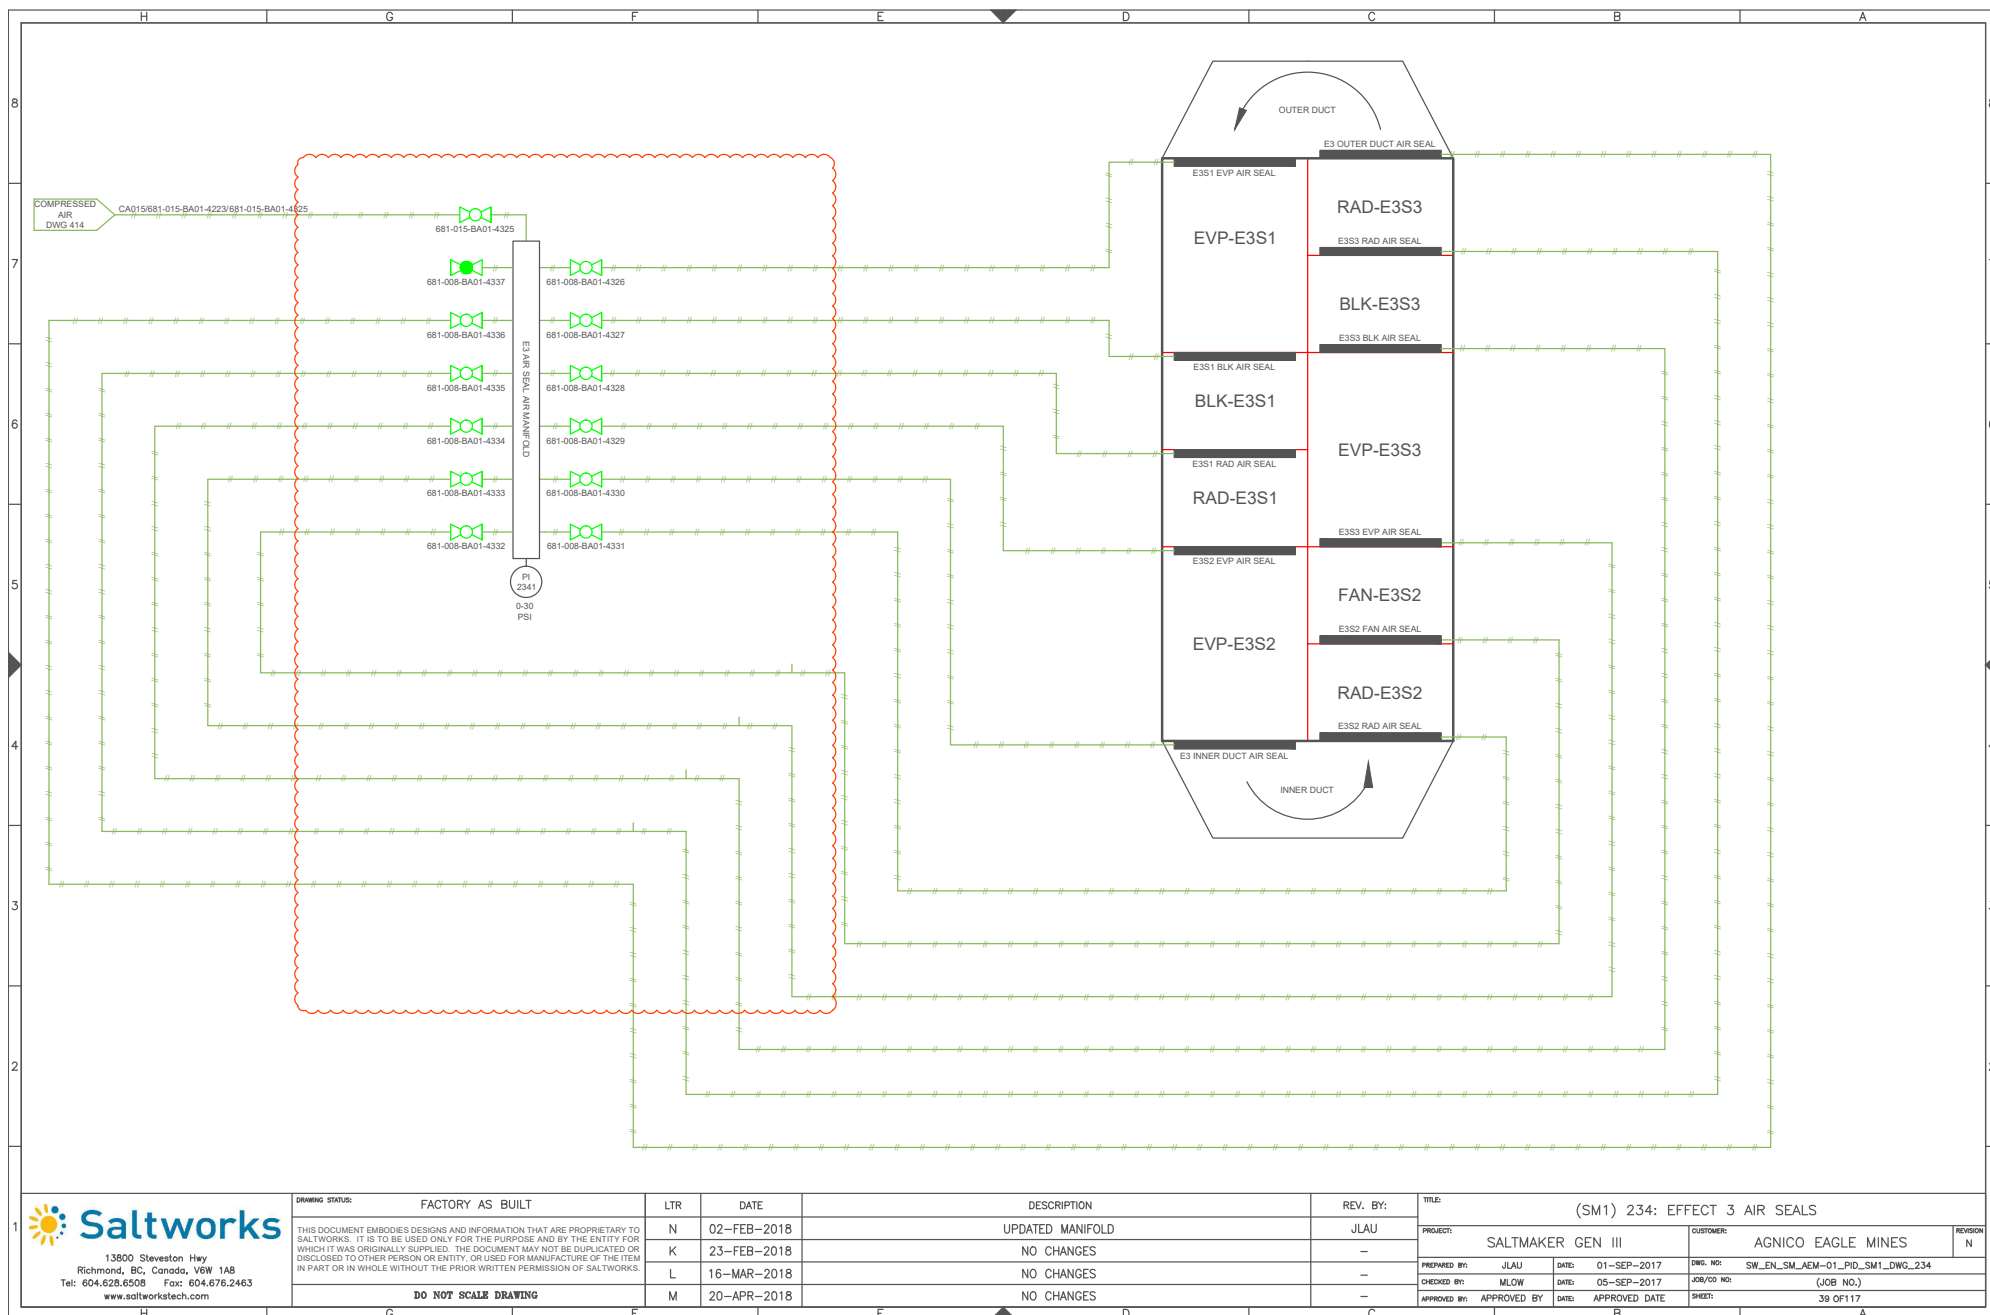 H G F E D C B A
8
OUTER DUCT
E3 OUTER DUCT AIR SEAL
E3S1 EVP AIR SEAL
COMPRESSED
AIR
DWG 414
CA015/681-015-BA01-4223/681-015-BA01-4325
681-015-BA01-4325
RAD-E3S3
EVP-E3S1
E3S3 RAD AIR SEAL
7
681-008-BA01-4337
681-008-BA01-4326
BLK-E3S3
681-008-BA01-4336
681-008-BA01-4327
E3S3 BLK AIR SEAL
E3 AIR SEAL AIR MANIFOLD
E3S1 BLK AIR SEAL
681-008-BA01-4335
681-008-BA01-4328
BLK-E3S1
6
681-008-BA01-4334
681-008-BA01-4329
EVP-E3S3
E3S1 RAD AIR SEAL
681-008-BA01-4333
681-008-BA01-4330
RAD-E3S1
E3S3 EVP AIR SEAL
681-008-BA01-4332
681-008-BA01-4331
E3S2 EVP AIR SEAL
5
PI
2341
0-30
PSI
FAN-E3S2
E3S2 FAN AIR SEAL
EVP-E3S2
RAD-E3S2
E3S2 RAD AIR SEAL
4
E3 INNER DUCT AIR SEAL
INNER DUCT
3
2
1
Saltworks
13800 Steveston Hwy
Richmond, BC, Canada, V6W 1A8
Tel: 604.628.6508 Fax: 604.676.2463
www.saltworkstech.com
DRAWING STATUS:
FACTORY AS BUILT
THIS DOCUMENT EMBODIES DESIGNS AND INFORMATION THAT ARE PROPRIETARY TO
SALTWORKS. IT IS TO BE USED ONLY FOR THE PURPOSE AND BY THE ENTITY FOR
WHICH IT WAS ORIGINALLY SUPPLIED. THE DOCUMENT MAY NOT BE DUPLICATED OR
DISCLOSED TO OTHER PERSON OR ENTITY, OR USED FOR MANUFACTURE OF THE ITEM
IN PART OR IN WHOLE WITHOUT THE PRIOR WRITTEN PERMISSION OF SALTWORKS.
DO NOT SCALE DRAWING
LTR DATE DESCRIPTION REV. BY:
N 02-FEB-2018 UPDATED MANIFOLD JLAU
K 23-FEB-2018 NO CHANGES -
L 16-MAR-2018 NO CHANGES -
M 20-APR-2018 NO CHANGES -
TITLE:
(SM1) 234: EFFECT 3 AIR SEALS
PROJECT:
SALTMAKER GEN III
CUSTOMER:
AGNICO EAGLE MINES
REVISION
N
PREPARED BY: JLAU DATE: 01-SEP-2017 DWG. NO: SW_EN_SM_AEM-01_PID_SM1_DWG_234
CHECKED BY: MLOW DATE: 05-SEP-2017 JOB/CO NO: (JOB NO.)
APPROVED BY: APPROVED BY DATE: APPROVED DATE SHEET: 39 OF117
H G F E D C B A